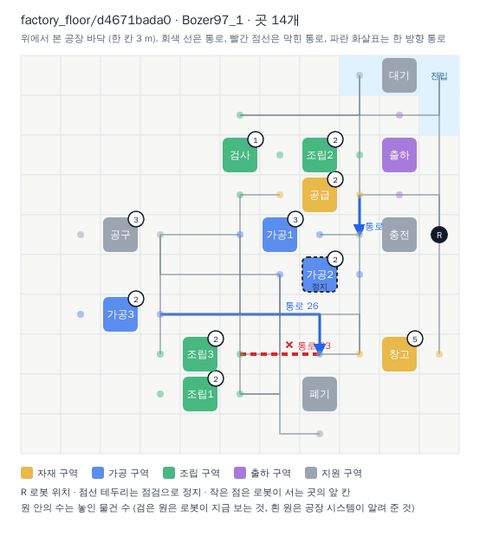 factory_floor/d4671bada0 · Bozer97_1 · 곳 14개
위에서 본 공장 바닥 (한 칸 3 m). 회색 선은 통로, 빨간 점선은 막힌 통로, 파란 화살표는 한 방향 통로
대기
전립
1
2
검사
조립2
출하
2
공급
3
3
통로
공구
가공1
충전
R
2
가공2
정지
2
통로 26
가공3
2
5
✕ 통로
3
조립3
창고
2
조립1
폐기
자재 구역
가공 구역
조립 구역
출하 구역
지원 구역
R 로봇 위치 · 점선 테두리는 점검으로 정지 · 작은 점은 로봇이 서는 곳의 앞 칸
원 안의 수는 놓인 물건 수 (검은 원은 로봇이 지금 보는 것, 흰 원은 공장 시스템이 알려 준 것)